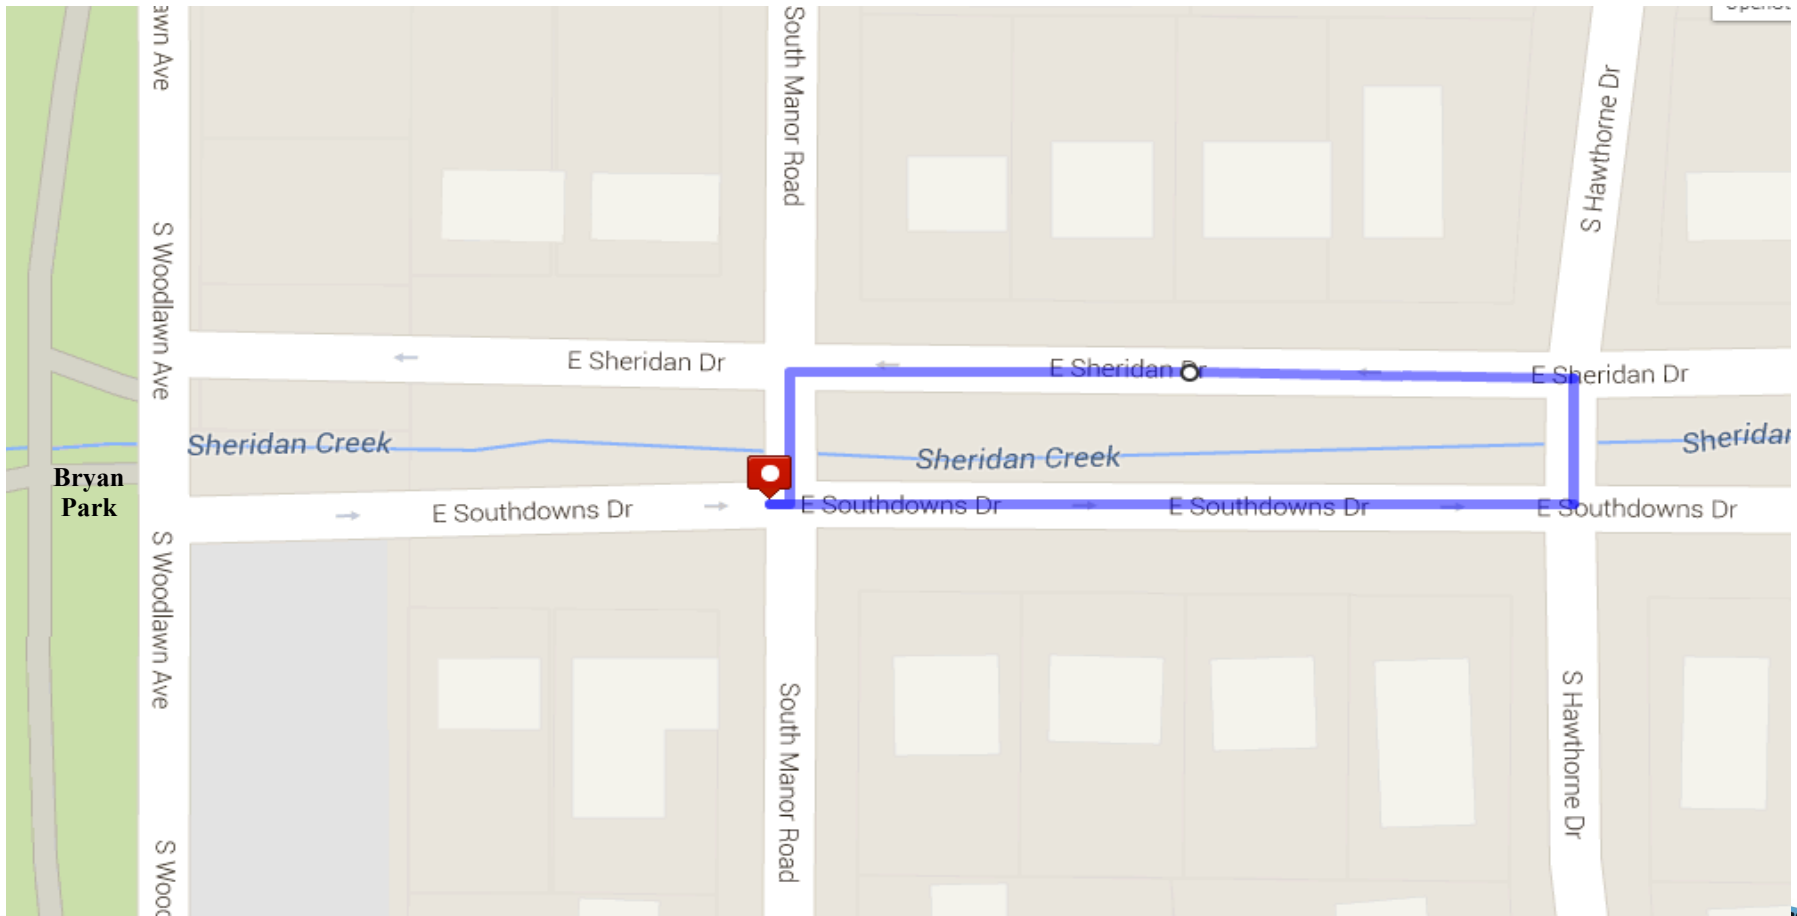 awn Ave
South Manor Road
S Hawthorne Dr
S Woodlawn Ave
E Sheridan Dr
E Sheridan Dr
E Sheridan Dr
Sheridan Creek
Sheridan Creek
Sheridan
Bryan
Park
E Southdowns Dr
E Southdowns Dr
E Southdowns Dr
E Southdowns Dr
S Woodlawn Ave
South Manor Road
S Hawthorne Dr
S Wood